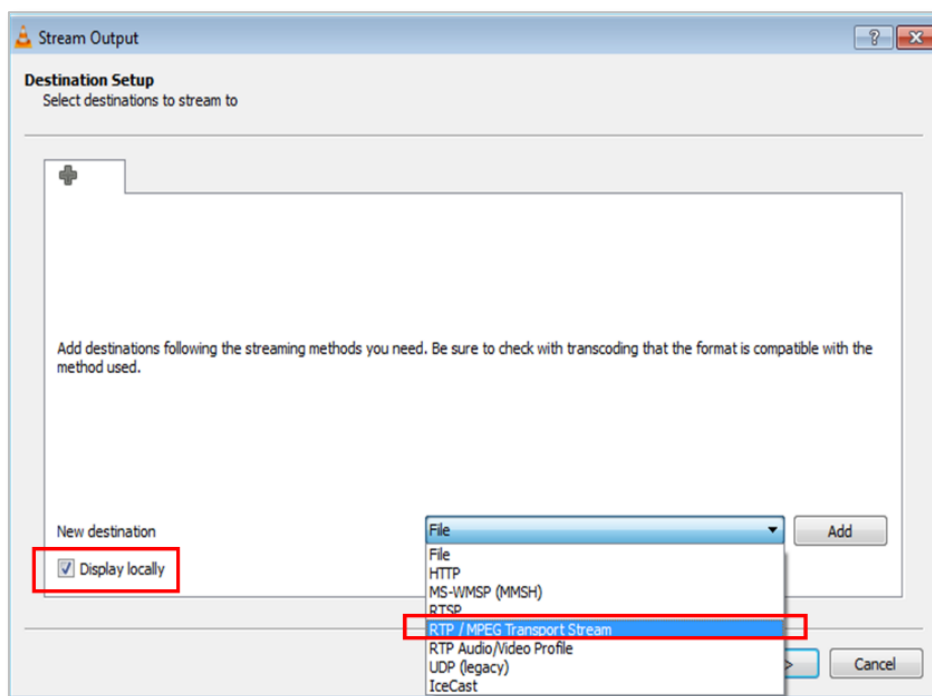 Stream Output
Destination Setup
Select destinations to stream to
Add destinations following the streaming methods you need. Be sure to check with transcoding that the format is compatible with the
method used.
New destination
File
Add
Display locally
File
HTTP
MS-WMSP (MMSH)
RTSP
RTP / MPEG Transport Stream
RTP Audio/Video Profile
UDP (legacy)
IceCast
>
Cancel